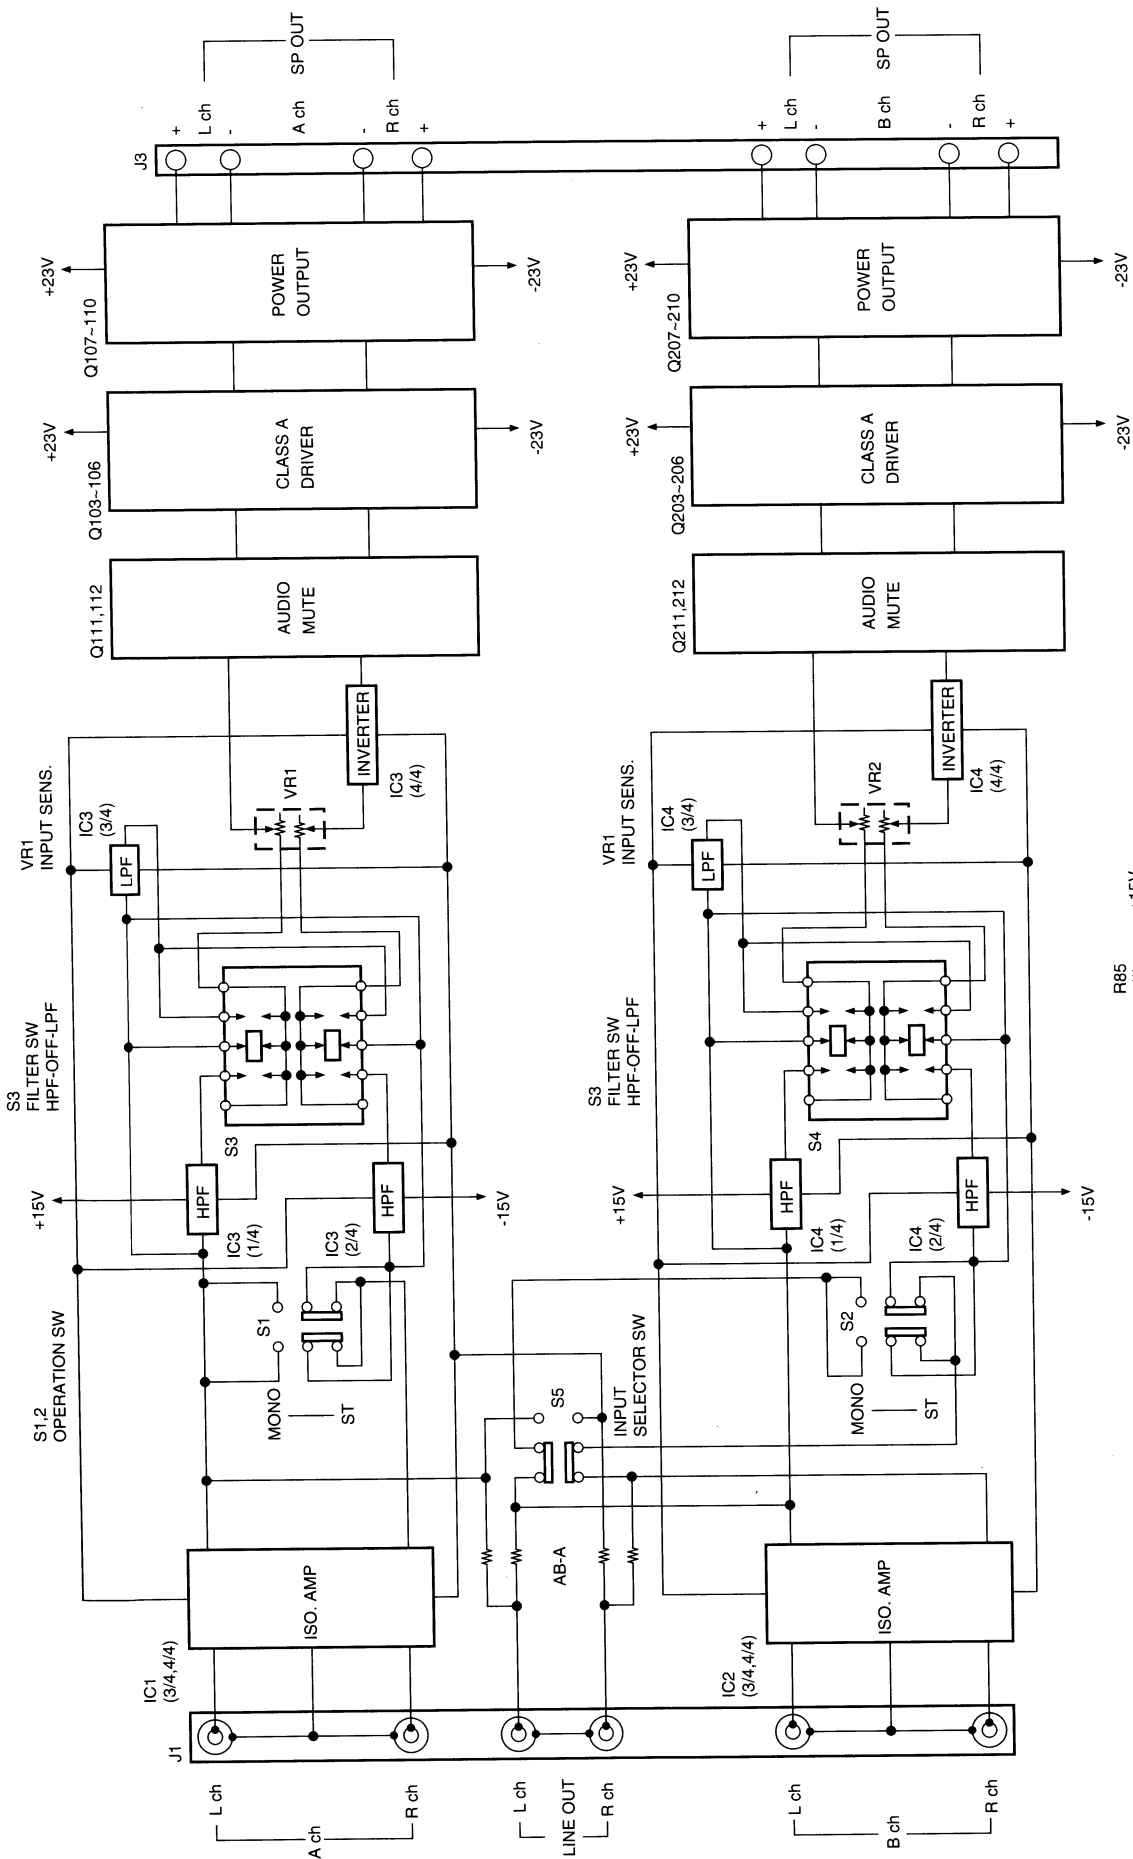 J1
L ch
A ch
R ch
L ch
LINE OUT
R ch
L ch
B ch
R ch
IC1
(3/4,4/4)
ISO. AMP
IC2
(3/4,4/4)
ISO. AMP
AB-A
S5
INPUT
SELECTOR SW
S1,2
OPERATION SW
MONO
ST
S1
MONO
ST
S2
+15V
HPF
IC3
(1/4)
HPF
IC3
(2/4)
-15V
+15V
HPF
IC4
(1/4)
HPF
IC4
(2/4)
-15V
S3
FILTER SW
HPF-OFF-LPF
S3
S3
FILTER SW
HPF-OFF-LPF
S4
VR1
INPUT SENS.
LPF
IC3
(3/4)
VR1
INVERTER
IC3
(4/4)
VR1
INPUT SENS.
LPF
IC4
(3/4)
VR2
INVERTER
IC4
(4/4)
Q111,112
AUDIO
MUTE
Q211,212
AUDIO
MUTE
Q103~106
+23V
CLASS A
DRIVER
-23V
Q203~206
+23V
CLASS A
DRIVER
-23V
Q107~110
+23V
POWER
OUTPUT
-23V
Q207~210
+23V
POWER
OUTPUT
-23V
J3
+
L ch
-
A ch
-
R ch
+
SP OUT
+
L ch
-
B ch
-
R ch
+
SP OUT
R85